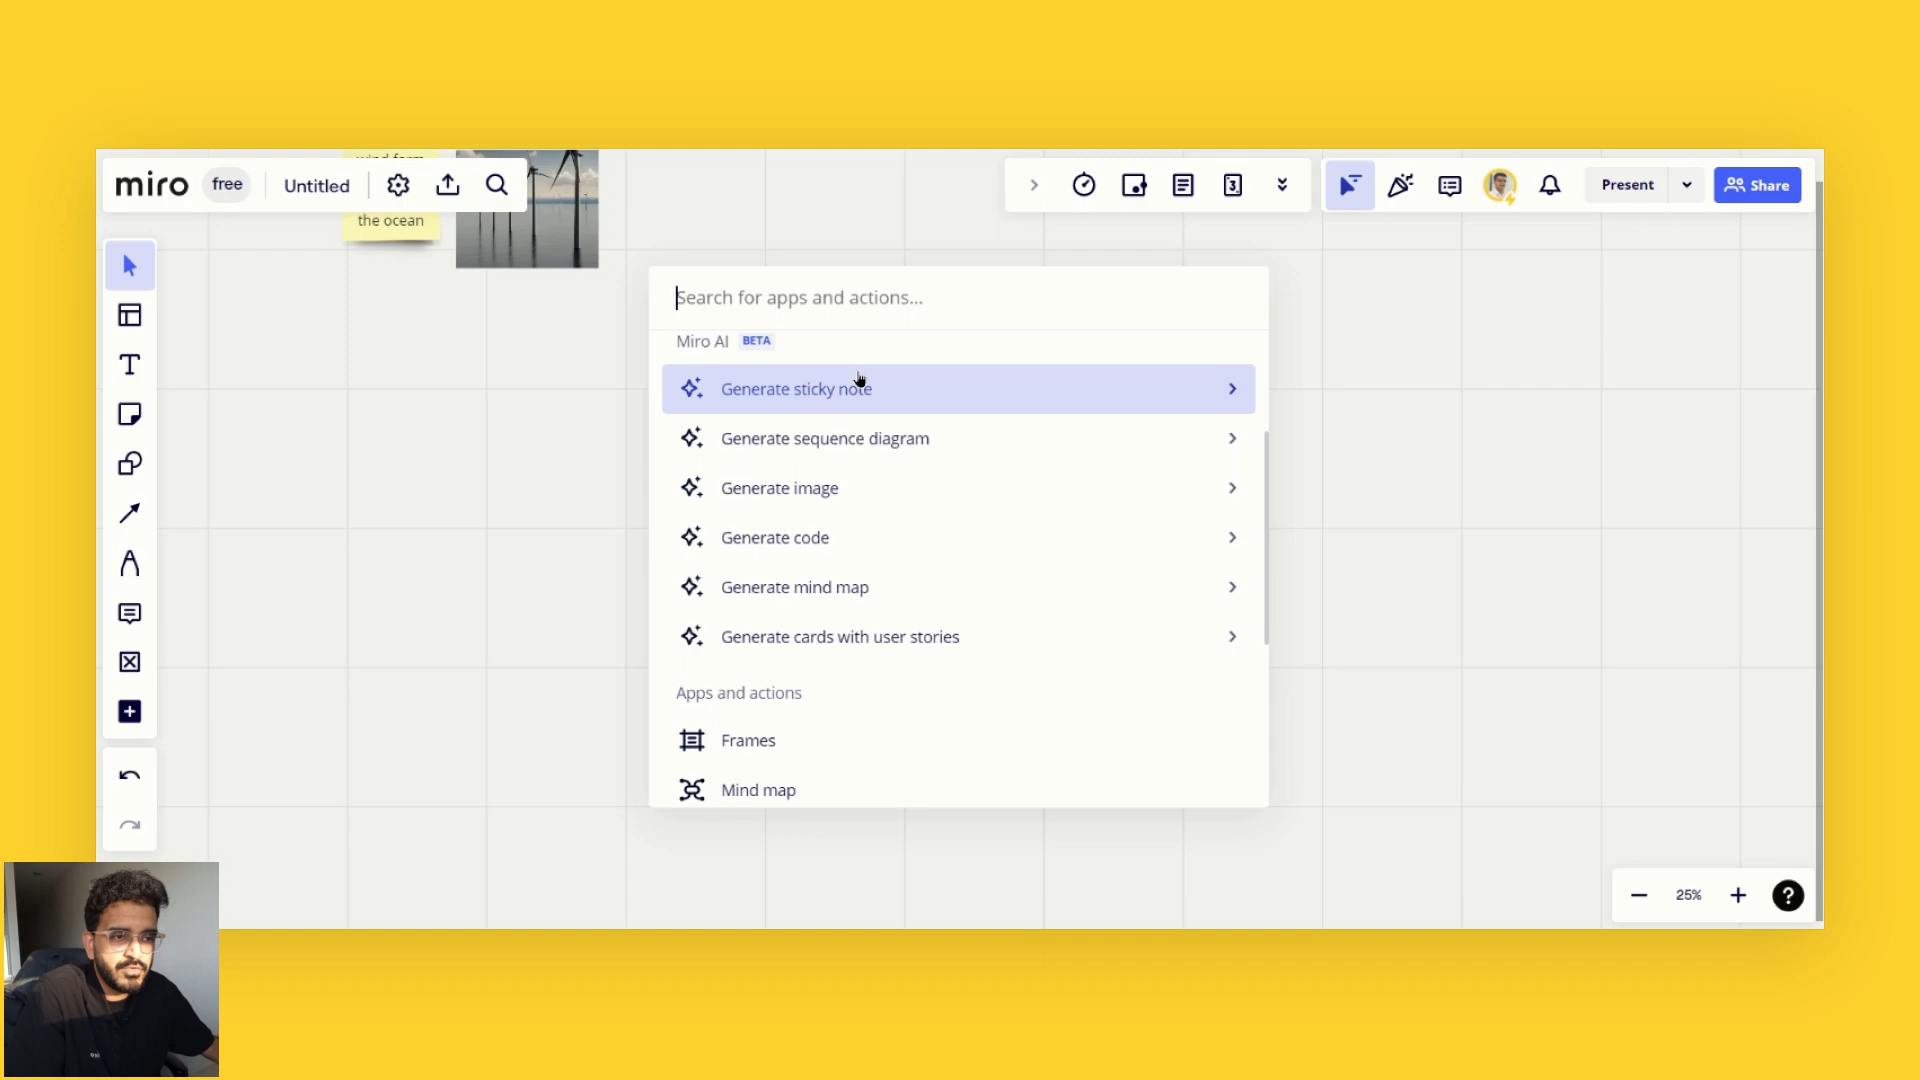 miro
free
Untitled
the ocean
3
Present
Share
Search for apps and actions...
Miro AI BETA
Generate sticky note
Generate sequence diagram
Generate image
Generate code
Generate mind map
Generate cards with user stories
Apps and actions
Frames
Mind map
25%
?